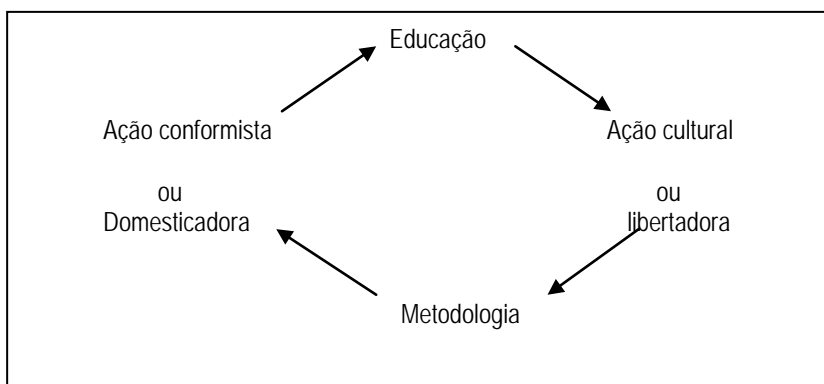 Educação
Ação conformista
Ação cultural
ou
ou
Domesticadora
libertadora
Metodologia